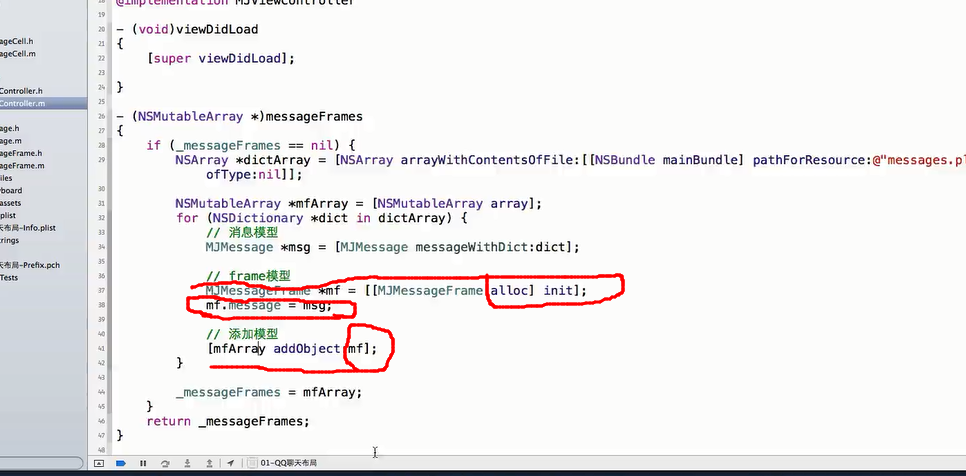 @implementation MJViewController
19
20 - (void)viewDidLoad
ageCell.h
21 {
ageCell.m
22 [super viewDidLoad];
23
24 }
Controller.h
25
Controller.m
26 - (NSMutableArray *)messageFrames
27 {
age.h
28 if (_messageFrames == nil) {
age.m
29 NSArray *dictArray = [NSArray arrayWithContentsOfFile:[[NSBundle mainBundle] pathForResource:@"messages.pl
ageFrame.h
ageFrame.m
ofType:nil]];
iles
30
yboard
31 NSMutableArray *mfArray = [NSMutableArray array];
assets
32 for (NSDictionary *dict in dictArray) {
plist
33 // 消息模型
天布局-Info.plist
34 MJMessage *msg = [MJMessage messageWithDict:dict];
rings
35
天布局-Prefix.pch
36 // frame模型
Tests
37 MJMessageFrame *mf = [[MJMessageFrame alloc] init];
38 mf.message = msg;
39
40 // 添加模型
41 [mfArray addObject:mf];
42 }
43
44 _messageFrames = mfArray;
45 }
46 return _messageFrames;
47 }
48
01-QQ聊天布局